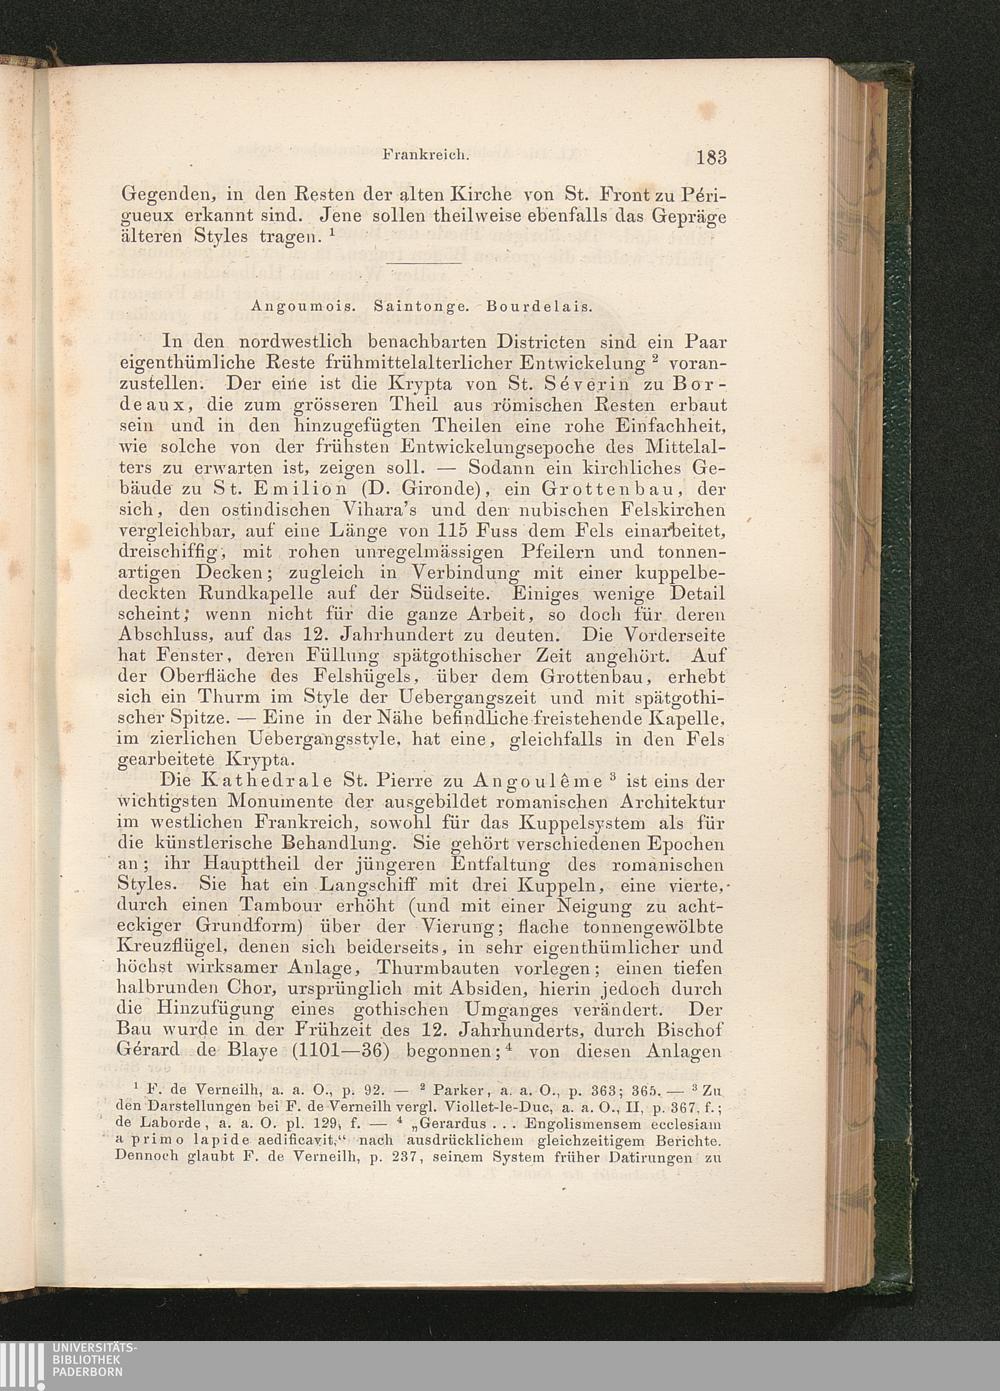 Frankreich. 183
Gegenden, in den Resten der alten Kirche von St. Front zu Péri-
gueux erkannt sind. Jene sollen theilweise ebenfalls das Gepräge
älteren Styles tragen. ¹
Angoumois. Saintonge. Bourdelais.
In den nordwestlich benachbarten Districten sind ein Paar
eigenthümliche Reste frühmittelalterlicher Entwickelung ² voran-
zustellen. Der eine ist die Krypta von St. Séverin zu Bor-
deaux, die zum grösseren Theil aus römischen Resten erbaut
sein und in den hinzugefügten Theilen eine rohe Einfachheit,
wie solche von der frühsten Entwickelungsepoche des Mittelal-
ters zu erwarten ist, zeigen soll. — Sodann ein kirchliches Ge-
bäude zu St. Emilion (D. Gironde), ein Grottenbau, der
sich, den ostindischen Vihara's und den nubischen Felskirchen
vergleichbar, auf eine Länge von 115 Fuss dem Fels einarbeitet,
dreischiffig, mit rohen unregelmässigen Pfeilern und tonnen-
artigen Decken; zugleich in Verbindung mit einer kuppelbe-
deckten Rundkapelle auf der Südseite. Einiges wenige Detail
scheint, wenn nicht für die ganze Arbeit, so doch für deren
Abschluss, auf das 12. Jahrhundert zu deuten. Die Vorderseite
hat Fenster, deren Füllung spätgothischer Zeit angehört. Auf
der Oberfläche des Felshügels, über dem Grottenbau, erhebt
sich ein Thurm im Style der Uebergangszeit und mit spätgothi-
scher Spitze. — Eine in der Nähe befindliche freistehende Kapelle,
im zierlichen Uebergangsstyle, hat eine, gleichfalls in den Fels
gearbeitete Krypta.
Die Kathedrale St. Pierre zu Angoulême ³ ist eins der
wichtigsten Monumente der ausgebildet romanischen Architektur
im westlichen Frankreich, sowohl für das Kuppelsystem als für
die künstlerische Behandlung. Sie gehört verschiedenen Epochen
an; ihr Haupttheil der jüngeren Entfaltung des romanischen
Styles. Sie hat ein Langschiff mit drei Kuppeln, eine vierte,
durch einen Tambour erhöht (und mit einer Neigung zu acht-
eckiger Grundform) über der Vierung; flache tonnengewölbte
Kreuzflügel, denen sich beiderseits, in sehr eigenthümlicher und
höchst wirksamer Anlage, Thurmbauten vorlegen; einen tiefen
halbrunden Chor, ursprünglich mit Absiden, hierin jedoch durch
die Hinzufügung eines gothischen Umganges verändert. Der
Bau wurde in der Frühzeit des 12. Jahrhunderts, durch Bischof
Gérard de Blaye (1101—36) begonnen; ⁴ von diesen Anlagen
¹ F. de Verneilh, a. a. O., p. 92. — ² Parker, a. a. O., p. 363; 365. — ³ Zu
den Darstellungen bei F. de Verneilh vergl. Viollet-le-Duc, a. a. O., II, p. 367, f.;
de Laborde, a. a. O. pl. 129, f. — ⁴ „Gerardus . . . Engolismensem ecclesiam
a primo lapide aedificavit,“ nach ausdrücklichem gleichzeitigem Berichte.
Dennoch glaubt F. de Verneilh, p. 237, seinem System früher Datirungen zu
UNIVERSITÄTS-
BIBLIOTHEK
PADERBORN